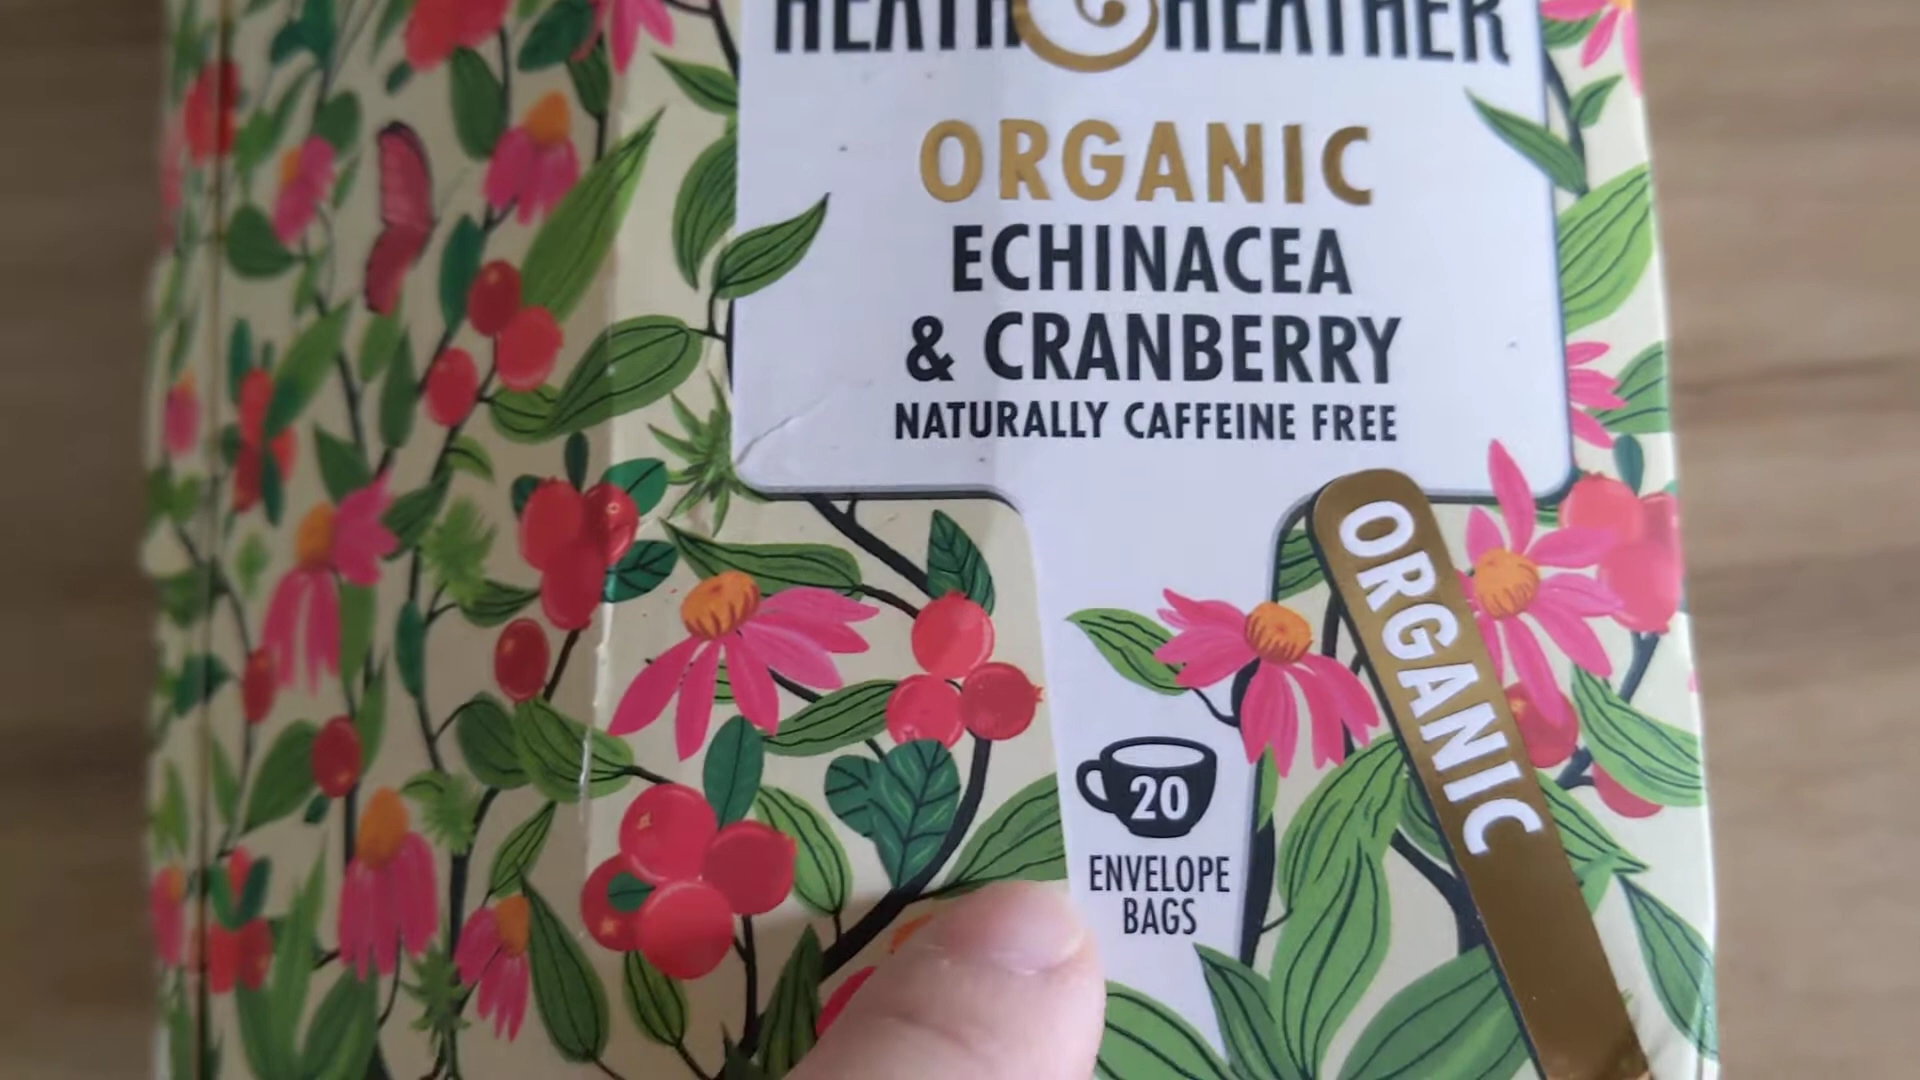 HEATH & HEATHER
ORGANIC
ECHINACEA
& CRANBERRY
NATURALLY CAFFEINE FREE
ORGANIC
20
ENVELOPE
BAGS